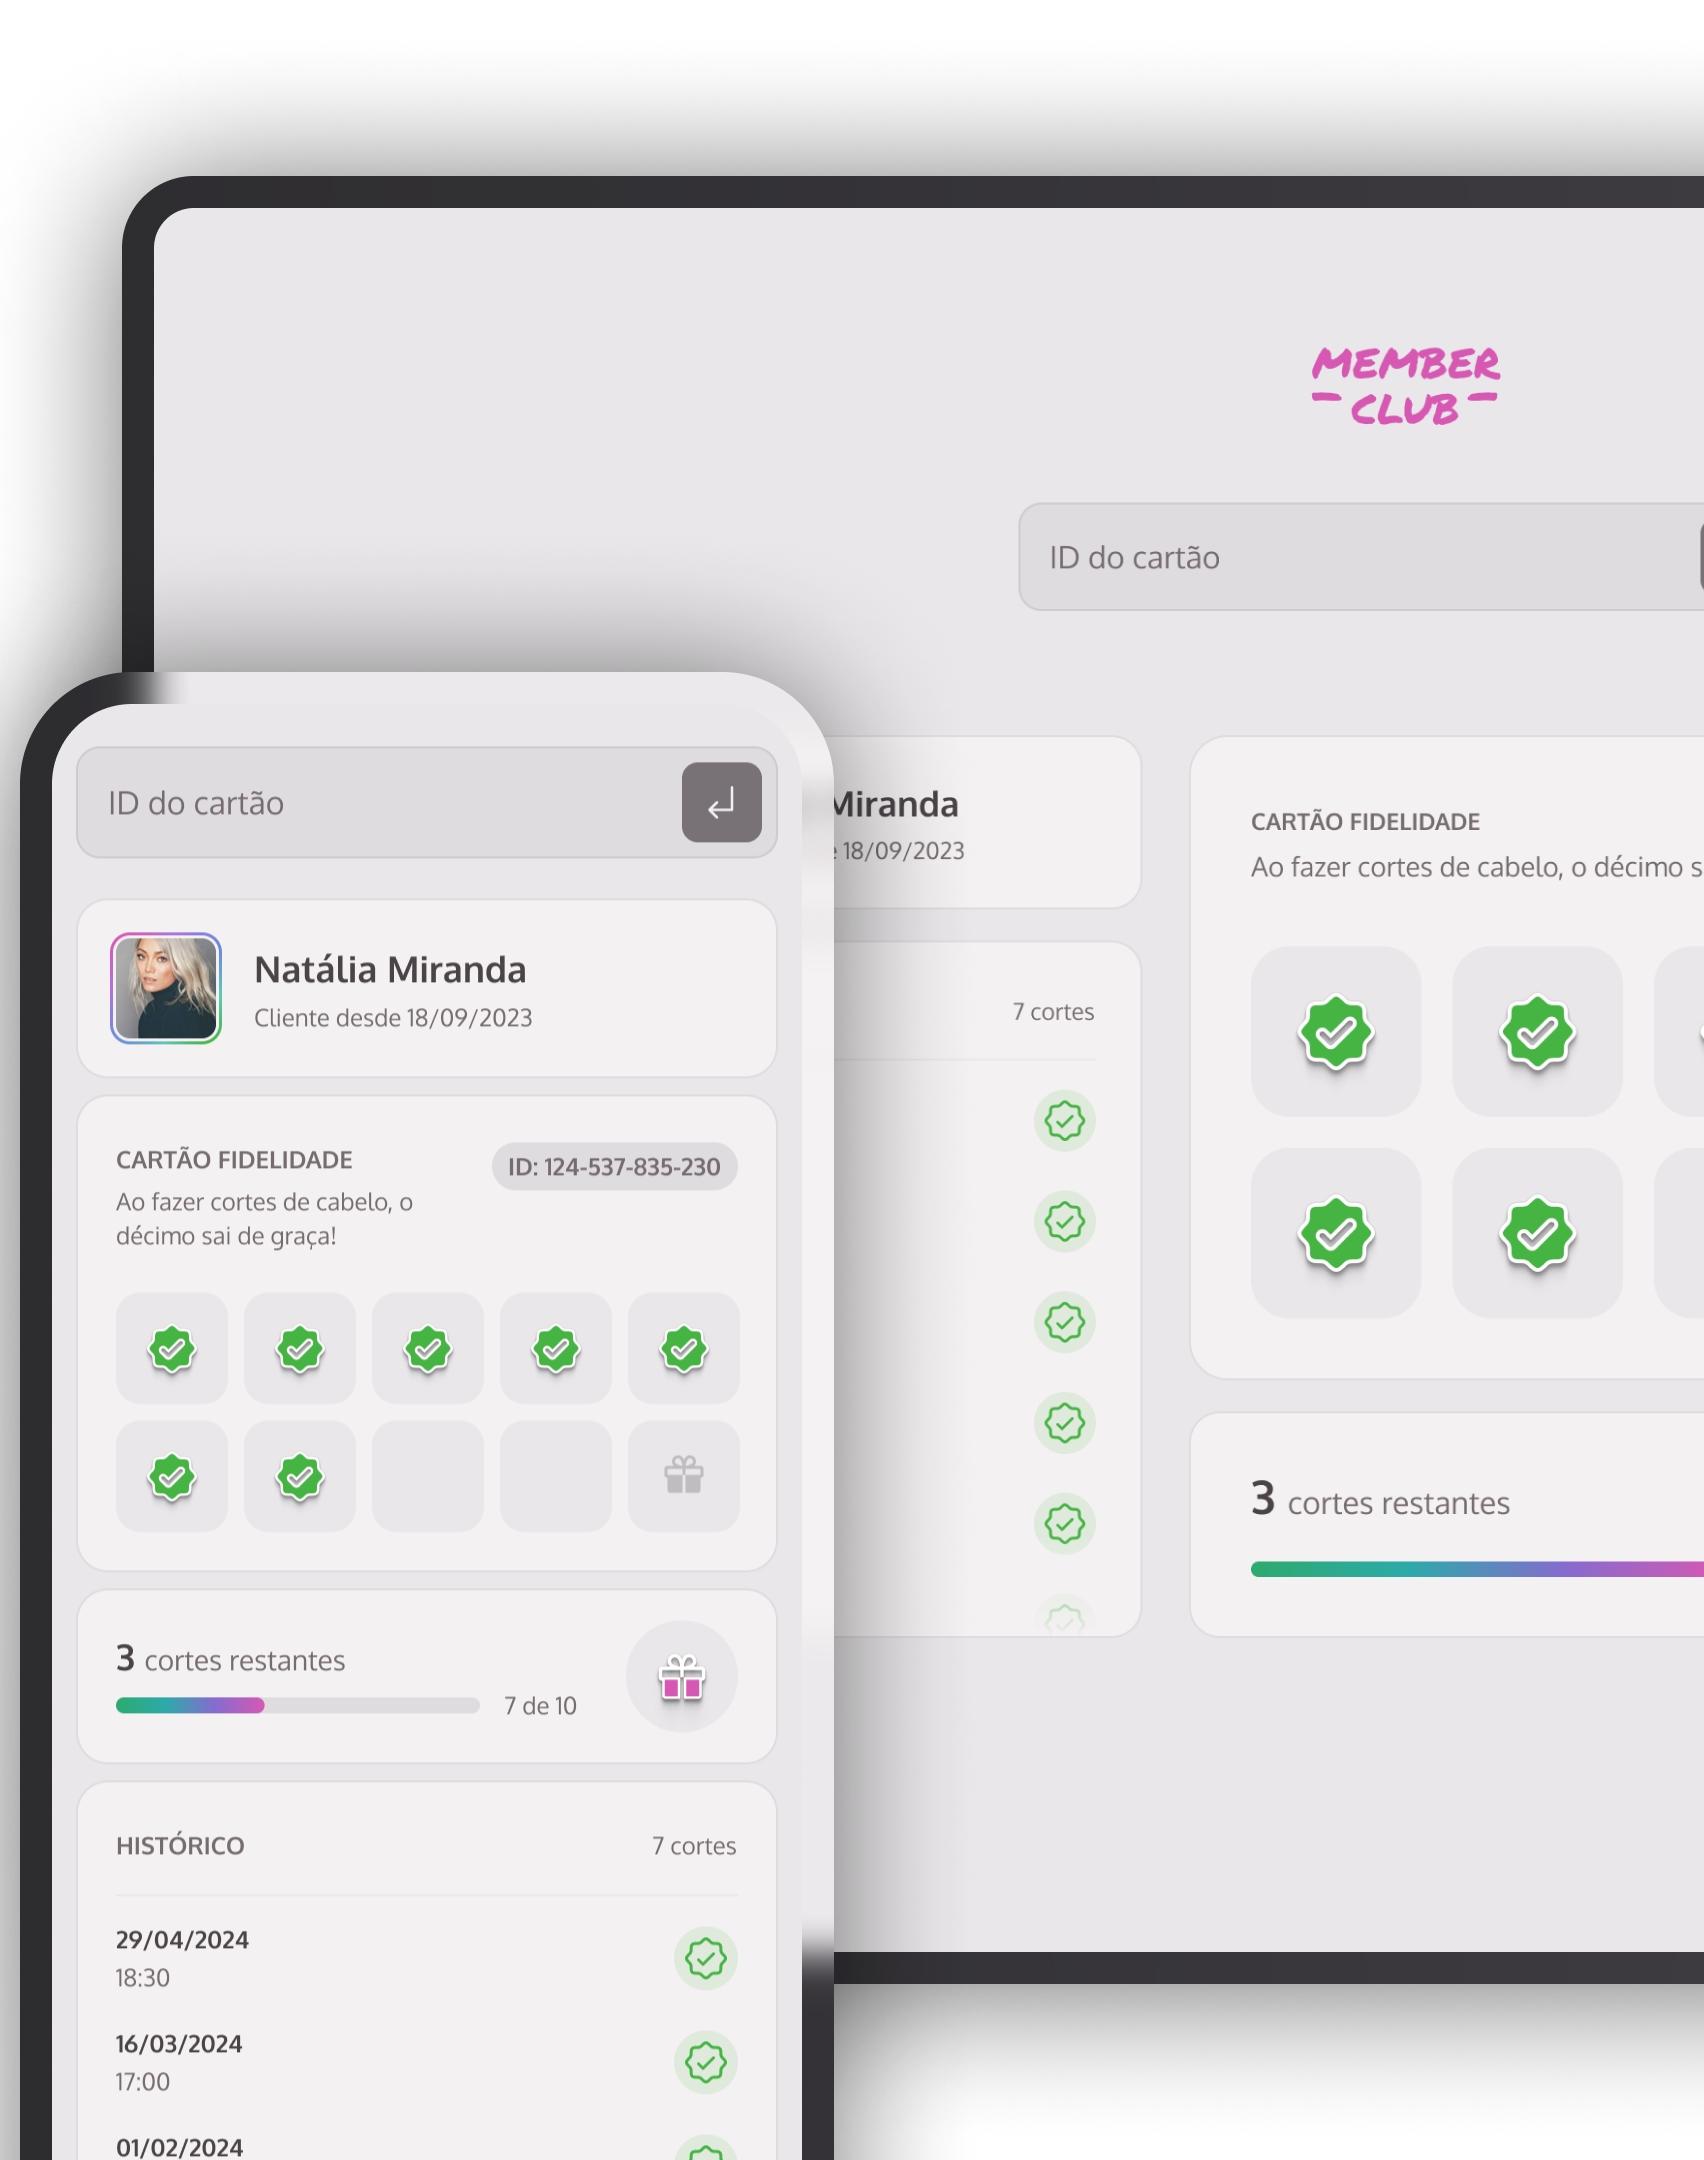 MEMBER
CLUB
ID do cartão
Miranda
18/09/2023
7 cortes
CARTÃO FIDELIDADE
Ao fazer cortes de cabelo, o décimo s
3 cortes restantes
ID do cartão
Natália Miranda
Cliente desde 18/09/2023
CARTÃO FIDELIDADE
ID: 124-537-835-230
Ao fazer cortes de cabelo, o
décimo sai de graça!
3 cortes restantes
7 de 10
HISTÓRICO
7 cortes
29/04/2024
18:30
16/03/2024
17:00
01/02/2024